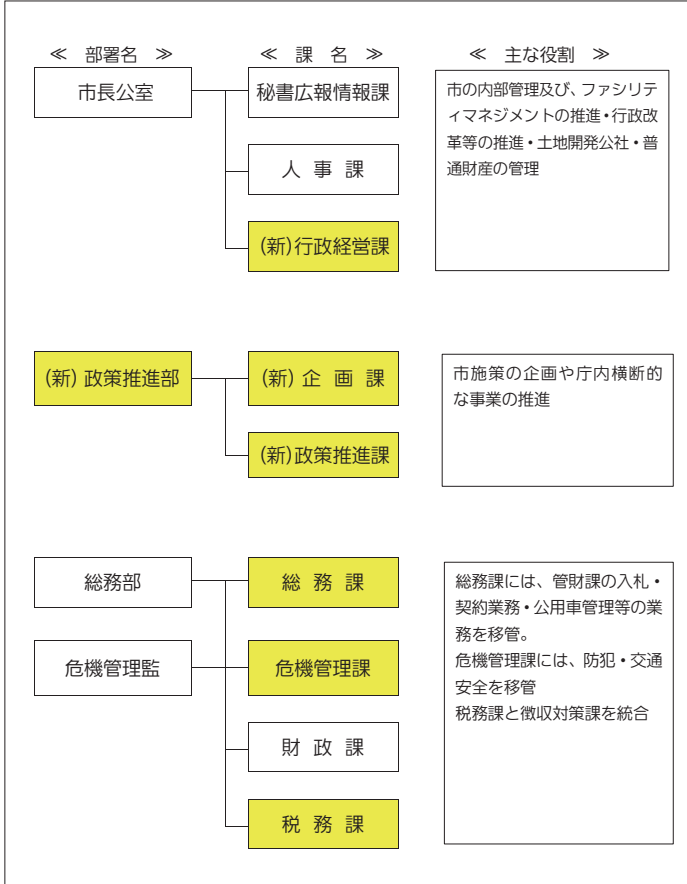 ≪ 部署名 ≫ ≪ 課名 ≫ ≪ 主な役割 ≫
市長公室
秘書広報情報課
人事課
(新)行政経営課
市の内部管理及び、ファシリテ
ィマネジメントの推進・行政改
革等の推進・土地開発公社・普
通財産の管理
(新) 政策推進部
(新) 企画課
(新)政策推進課
市施策の企画や庁内横断的
な事業の推進
総務部
危機管理監
総務課
危機管理課
財政課
税務課
総務課には、管財課の入札・
契約業務・公用車管理等の業
務を移管。
危機管理課には、防犯・交通
安全を移管
税務課と徴収対策課を統合